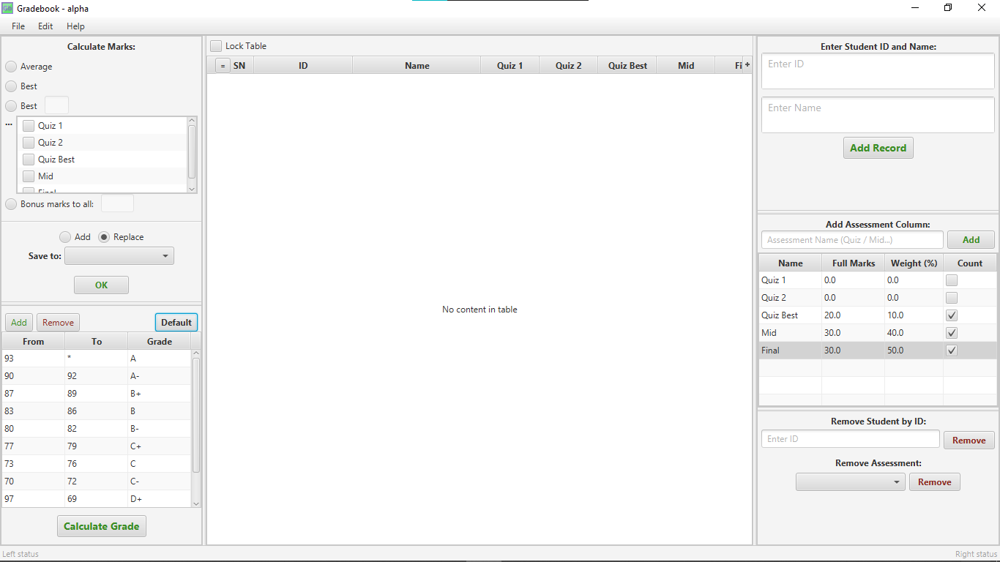 Gb Gradebook - alpha
File Edit Help
Calculate Marks:
Average
Best
Best
...
Quiz 1
Quiz 2
Quiz Best
Mid
Final
Bonus marks to all:
Add Replace
Save to:
OK
Add Remove Default
From To Grade
93 * A
90 92 A-
87 89 B+
83 86 B
80 82 B-
77 79 C+
73 76 C
70 72 C-
97 69 D+
Calculate Grade
Lock Table
= SN ID Name Quiz 1 Quiz 2 Quiz Best Mid Fi +
No content in table
Enter Student ID and Name:
Enter ID
Enter Name
Add Record
Add Assessment Column:
Assessment Name (Quiz / Mid...) Add
Name Full Marks Weight (%) Count
Quiz 1 0.0 0.0
Quiz 2 0.0 0.0
Quiz Best 20.0 10.0
Mid 30.0 40.0
Final 30.0 50.0
Remove Student by ID:
Enter ID Remove
Remove Assessment:
Remove
Left status Right status